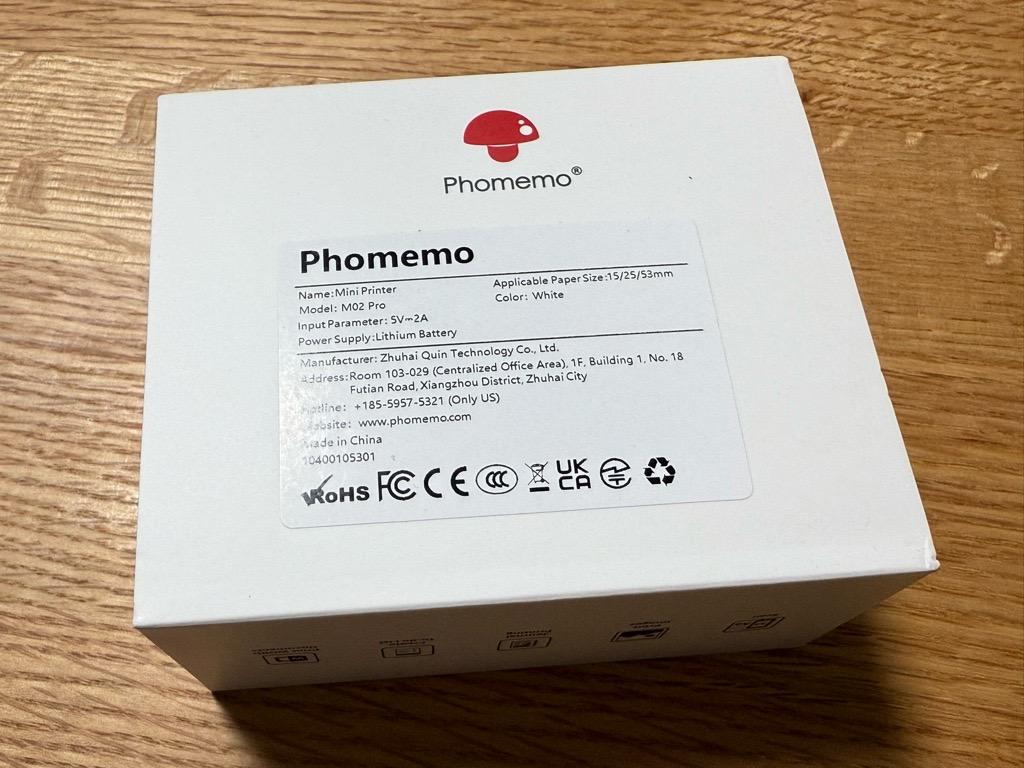 Phomemo®
Phomemo
Name:Mini Printer
Applicable Paper Size:15/25/53mm
Model: M02 Pro
Color: White
Input Parameter: 5V⎓2A
Power Supply:Lithium Battery
Manufacturer: Zhuhai Quin Technology Co., Ltd.
Address:Room 103-029 (Centralized Office Area), 1F, Building 1, No. 18
Futian Road, Xiangzhou District, Zhuhai City
Hotline: +185-5957-5321 (Only US)
Website: www.phomemo.com
Made in China
10400105301
RoHS FC CE CCC UK
CA